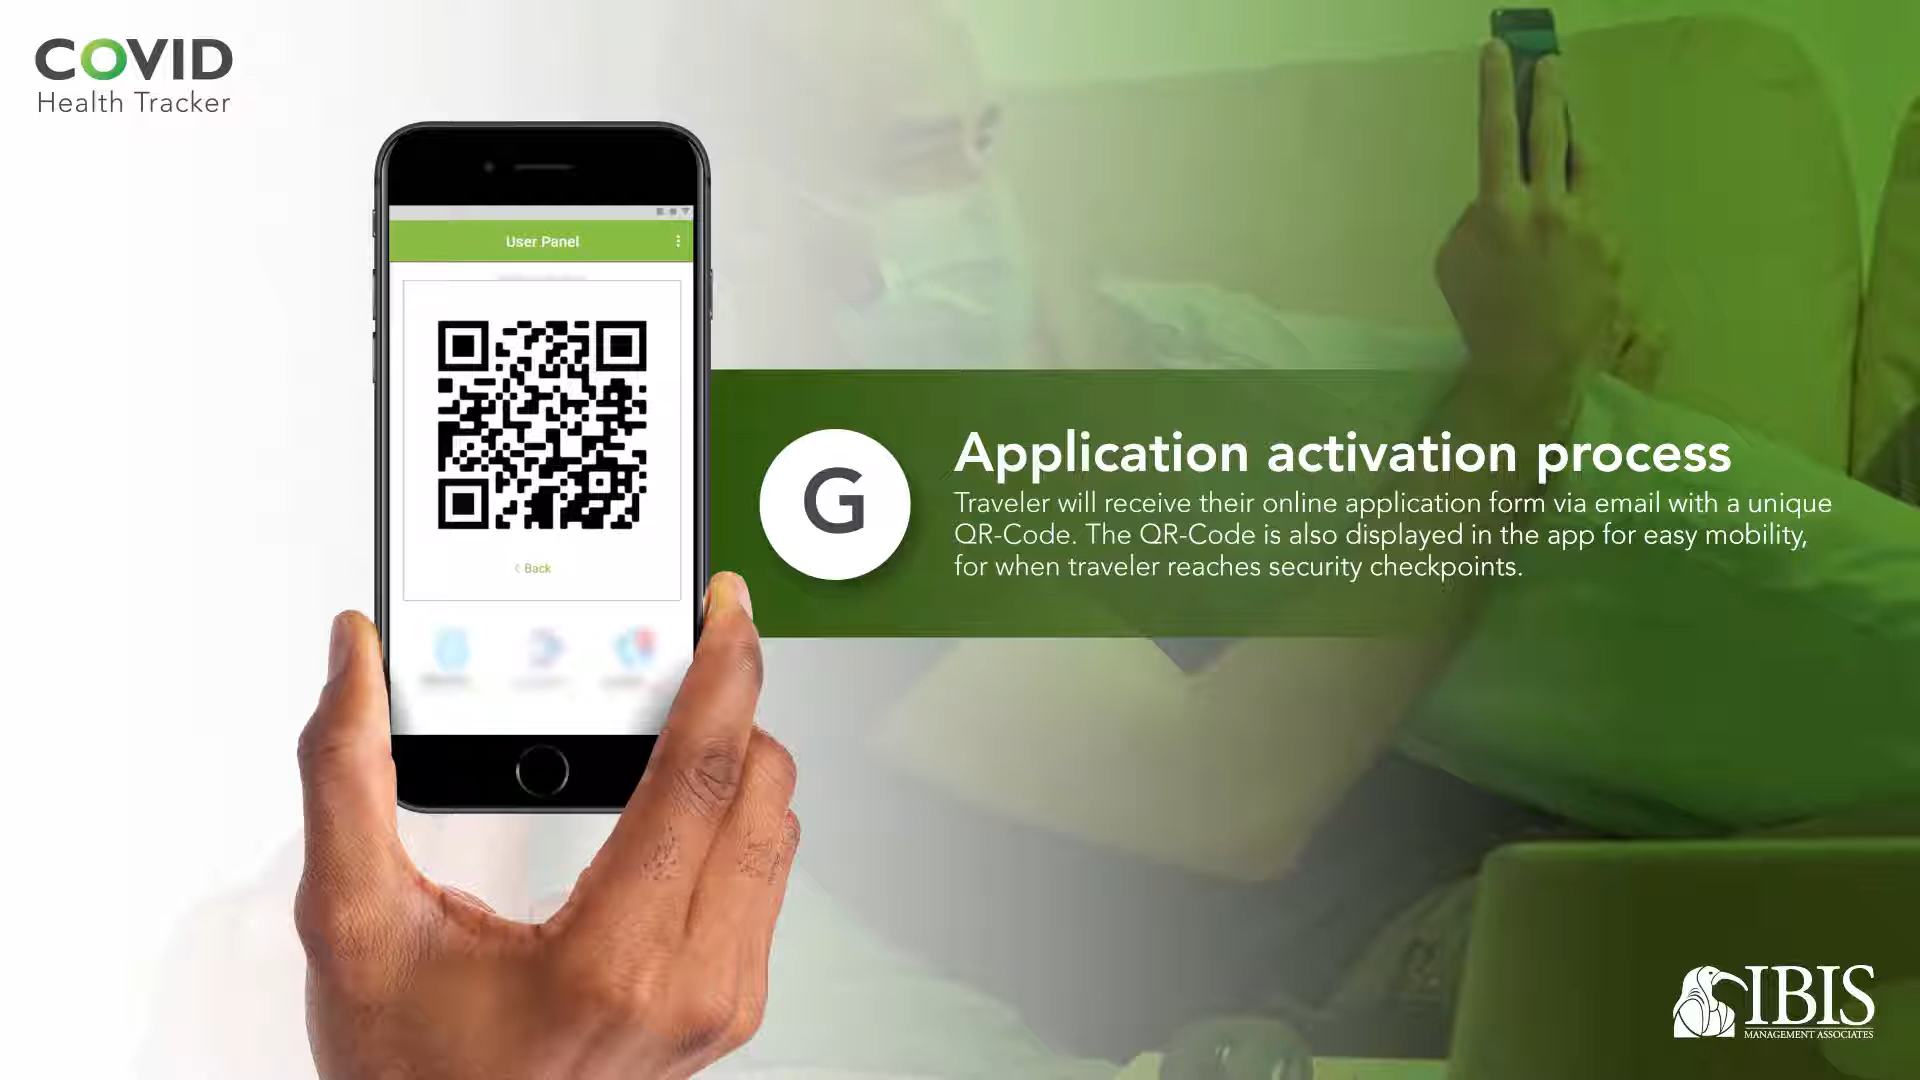 COVID
Health Tracker
User Panel
Back
G
Application activation process
Traveler will receive their online application form via email with a unique
QR-Code. The QR-Code is also displayed in the app for easy mobility,
for when traveler reaches security checkpoints.
IBIS
MANAGEMENT ASSOCIATES